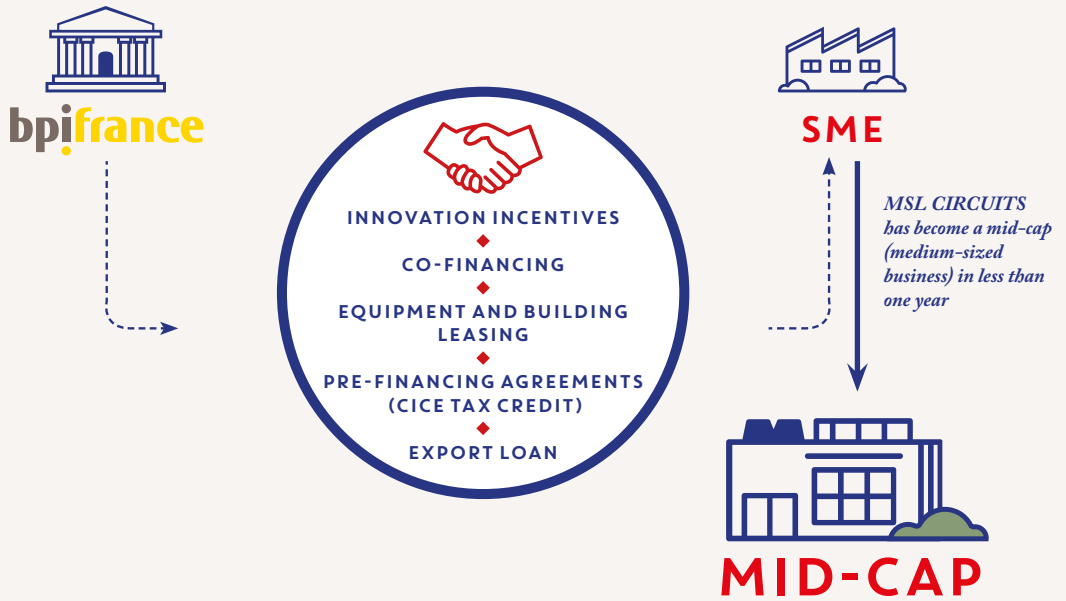 bpifrance
INNOVATION INCENTIVES
CO-FINANCING
EQUIPMENT AND BUILDING
LEASING
PRE-FINANCING AGREEMENTS
(CICE TAX CREDIT)
EXPORT LOAN
SME
MSL CIRCUITS
has become a mid-cap
(medium-sized
business) in less than
one year
MID-CAP